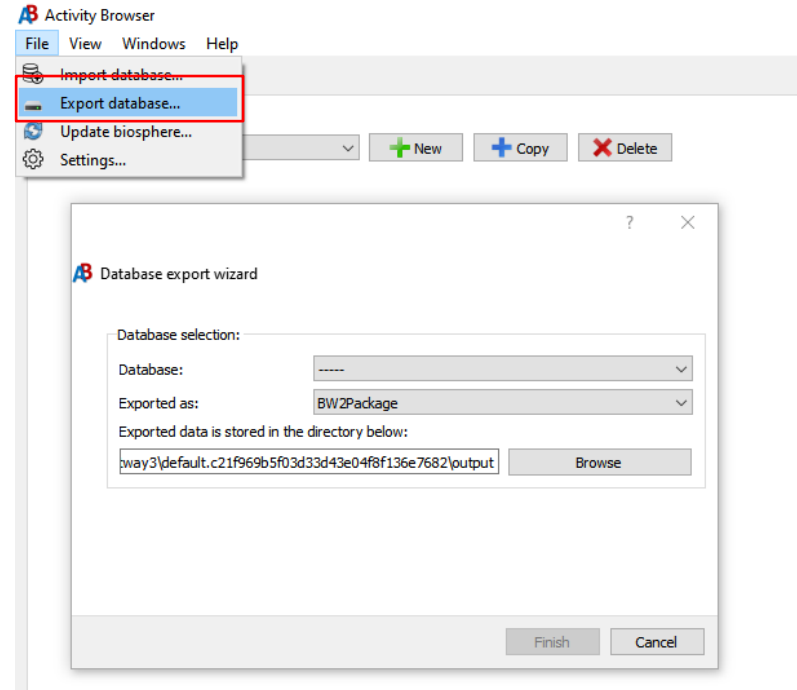 Activity Browser
File View Windows Help
Import database...
Export database...
Update biosphere...
Settings...
New Copy Delete
?
Database export wizard
Database selection:
Database: -----
Exported as: BW2Package
Exported data is stored in the directory below:
way3\default.c21f969b5f03d33d43e04f8f136e7682\output Browse
Finish Cancel